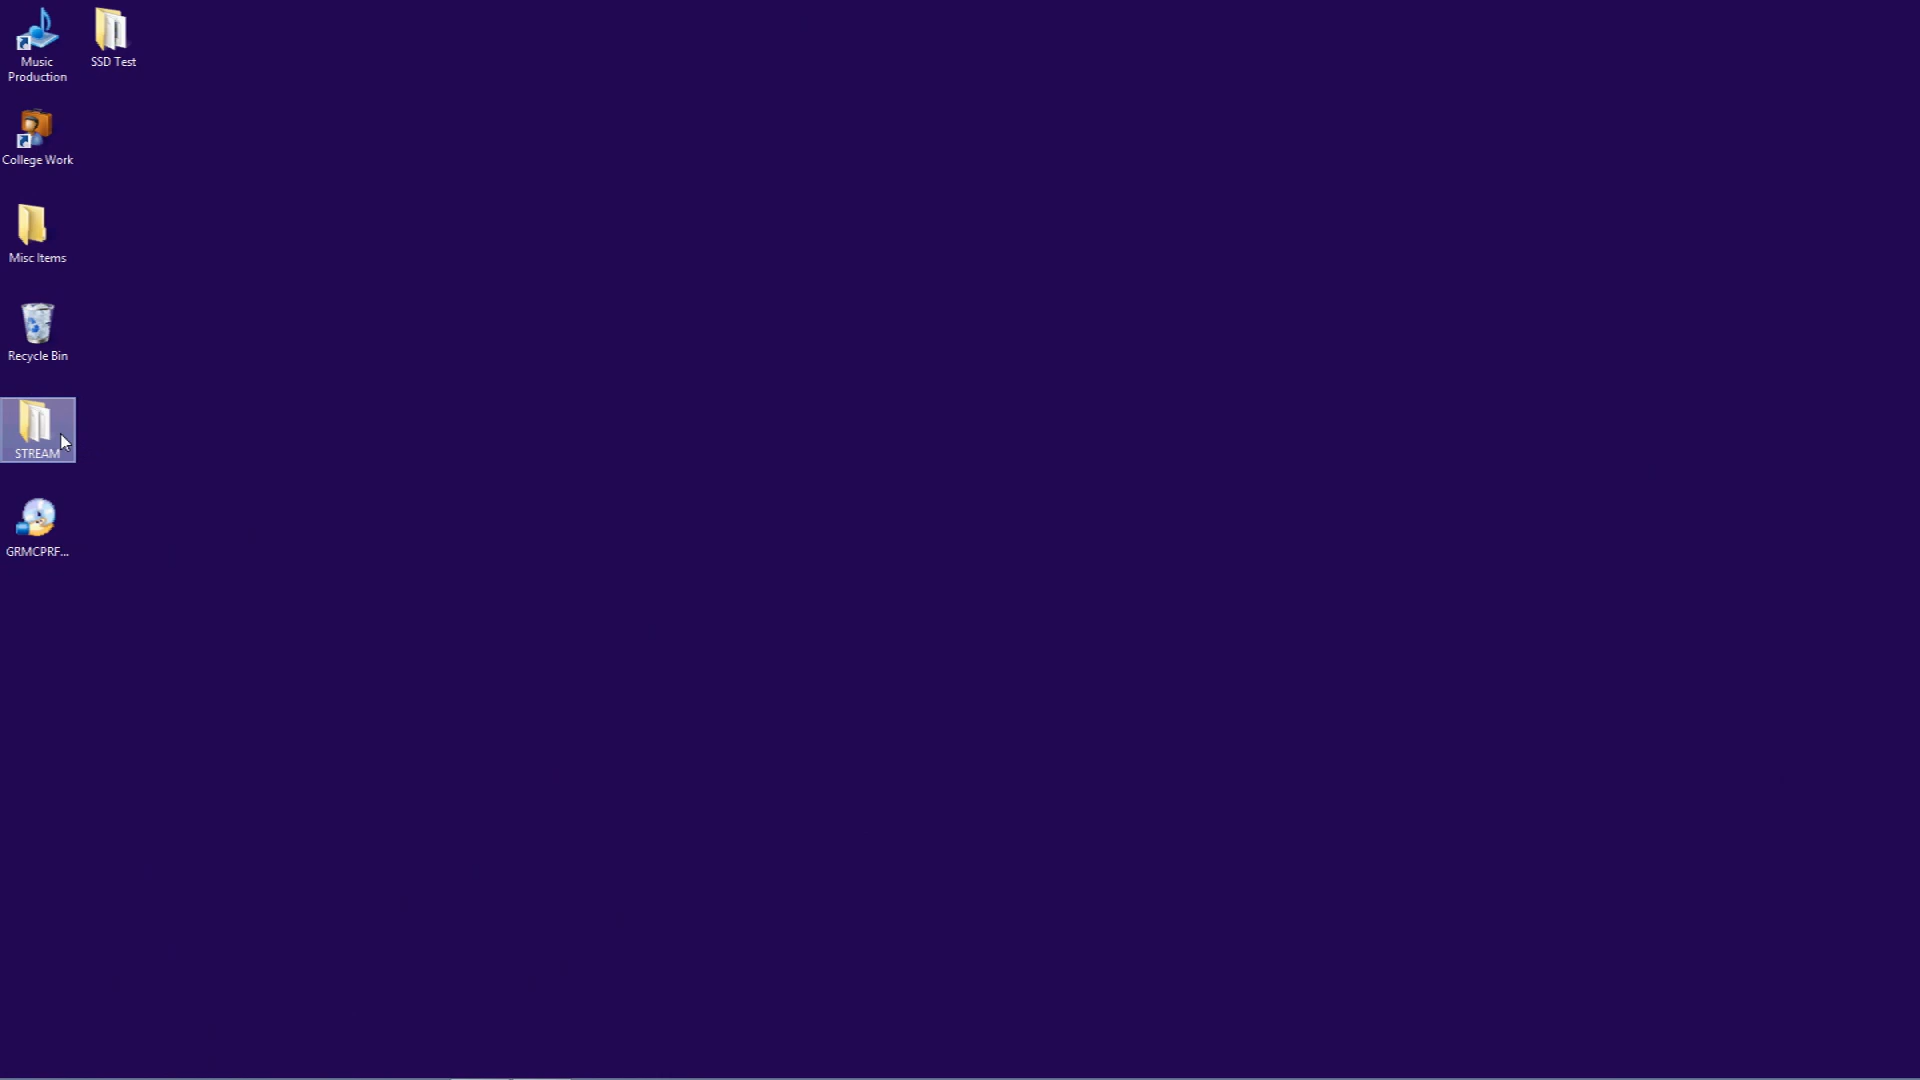 Music
Production
SSD Test
College Work
Misc Items
Recycle Bin
STREAM
GRMCPRF...